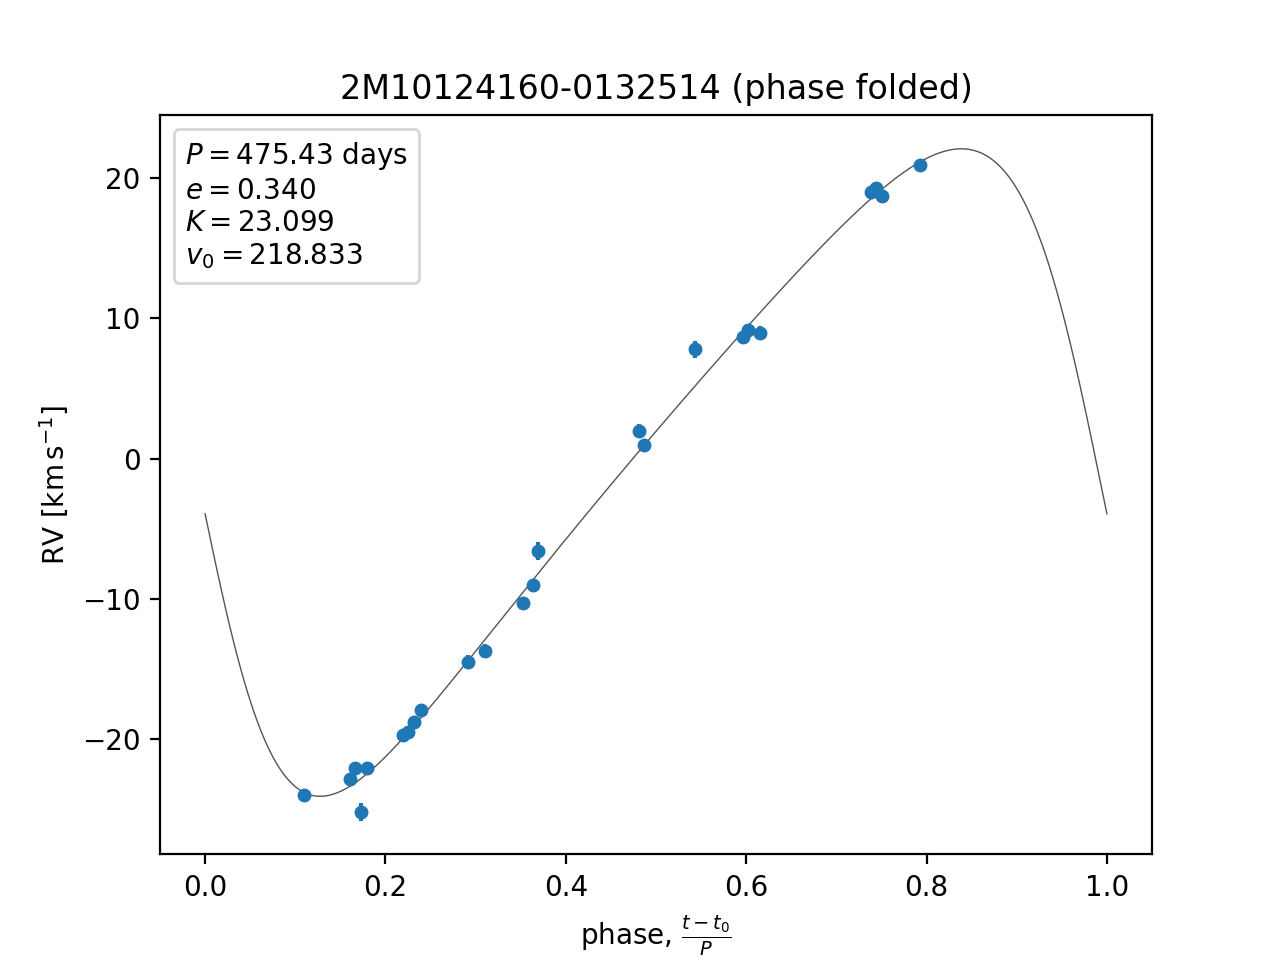 2M10124160-0132514 (phase folded)
P = 475.43 days
e = 0.340
K = 23.099
v₀ = 218.833
20
10
0
−10
−20
RV [km s⁻¹]
0.0 0.2 0.4 0.6 0.8 1.0
phase, (t − t₀)/P